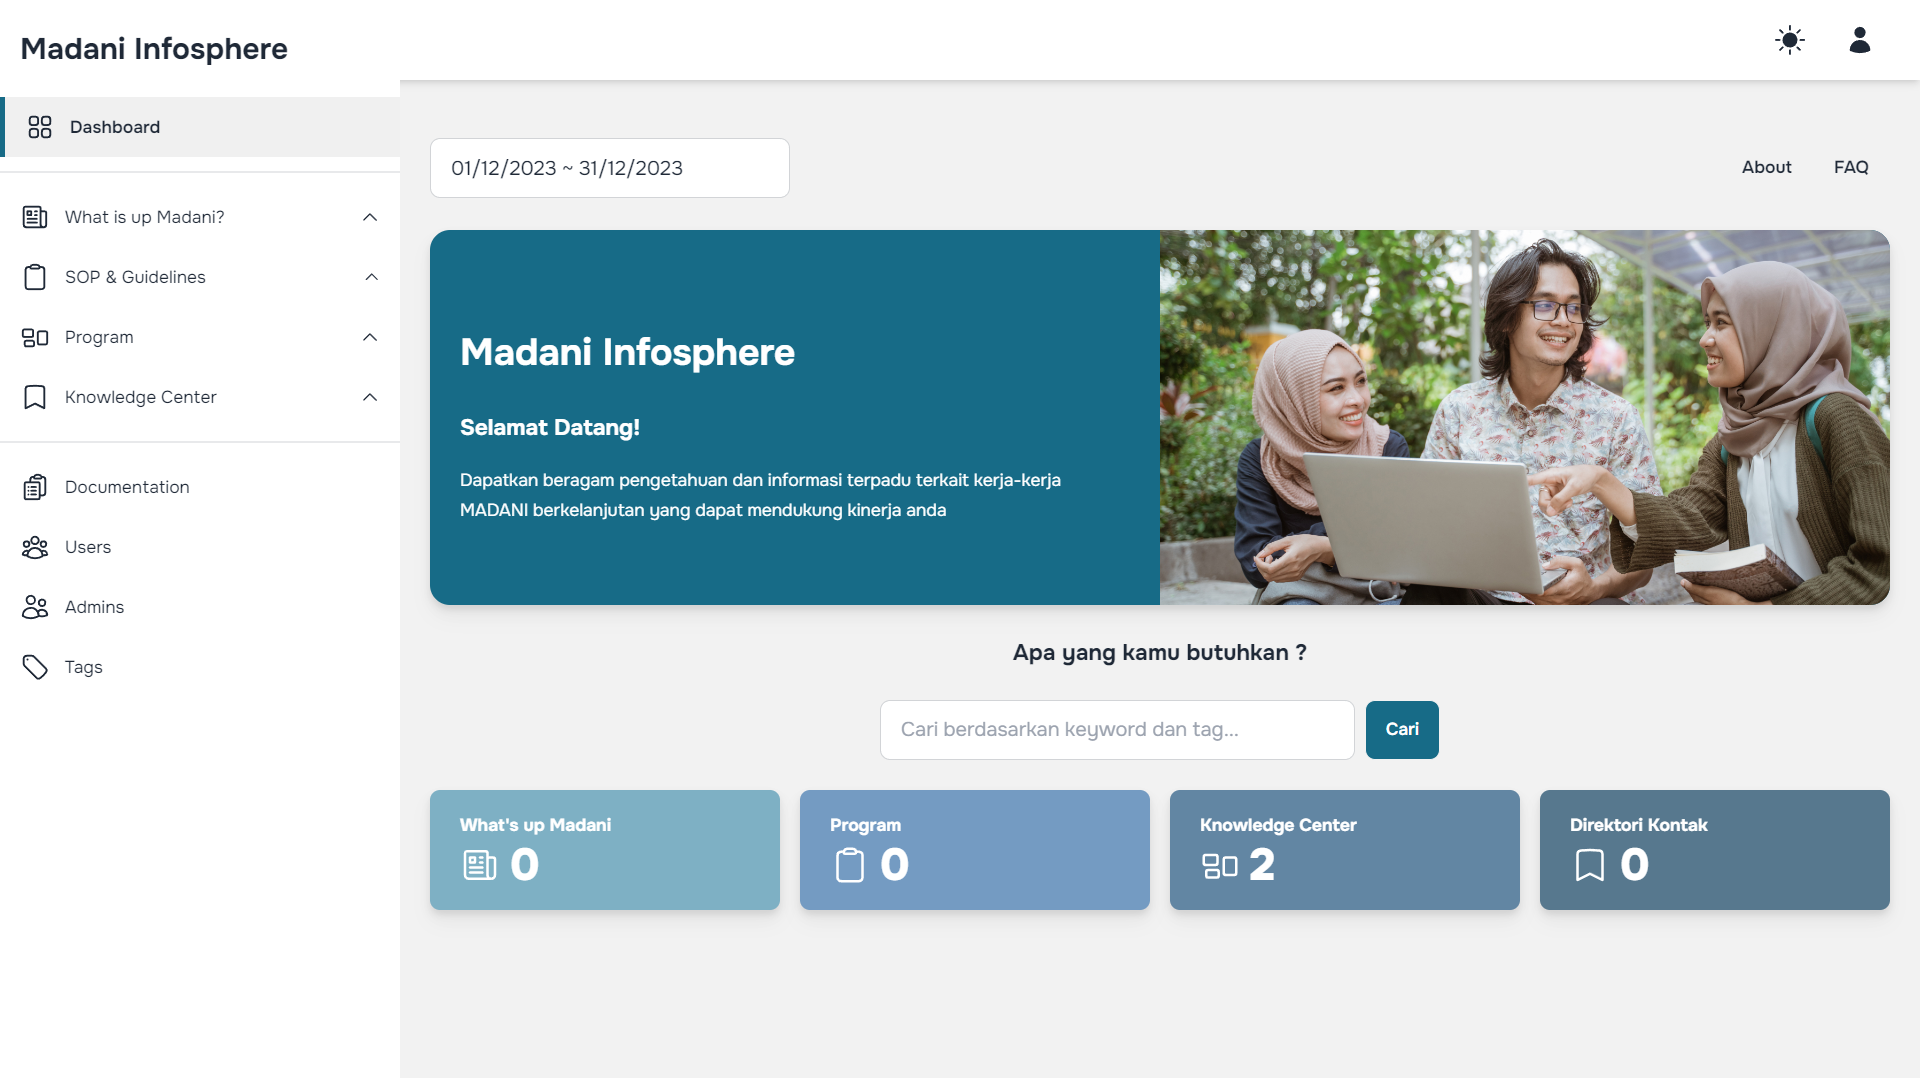 Madani Infosphere
Dashboard
What is up Madani?
SOP & Guidelines
Program
Knowledge Center
Documentation
Users
Admins
Tags
01/12/2023 ~ 31/12/2023
About
FAQ
Madani Infosphere
Selamat Datang!
Dapatkan beragam pengetahuan dan informasi terpadu terkait kerja-kerja
MADANI berkelanjutan yang dapat mendukung kinerja anda
Apa yang kamu butuhkan ?
Cari berdasarkan keyword dan tag...
Cari
What's up Madani
0
Program
0
Knowledge Center
2
Direktori Kontak
0